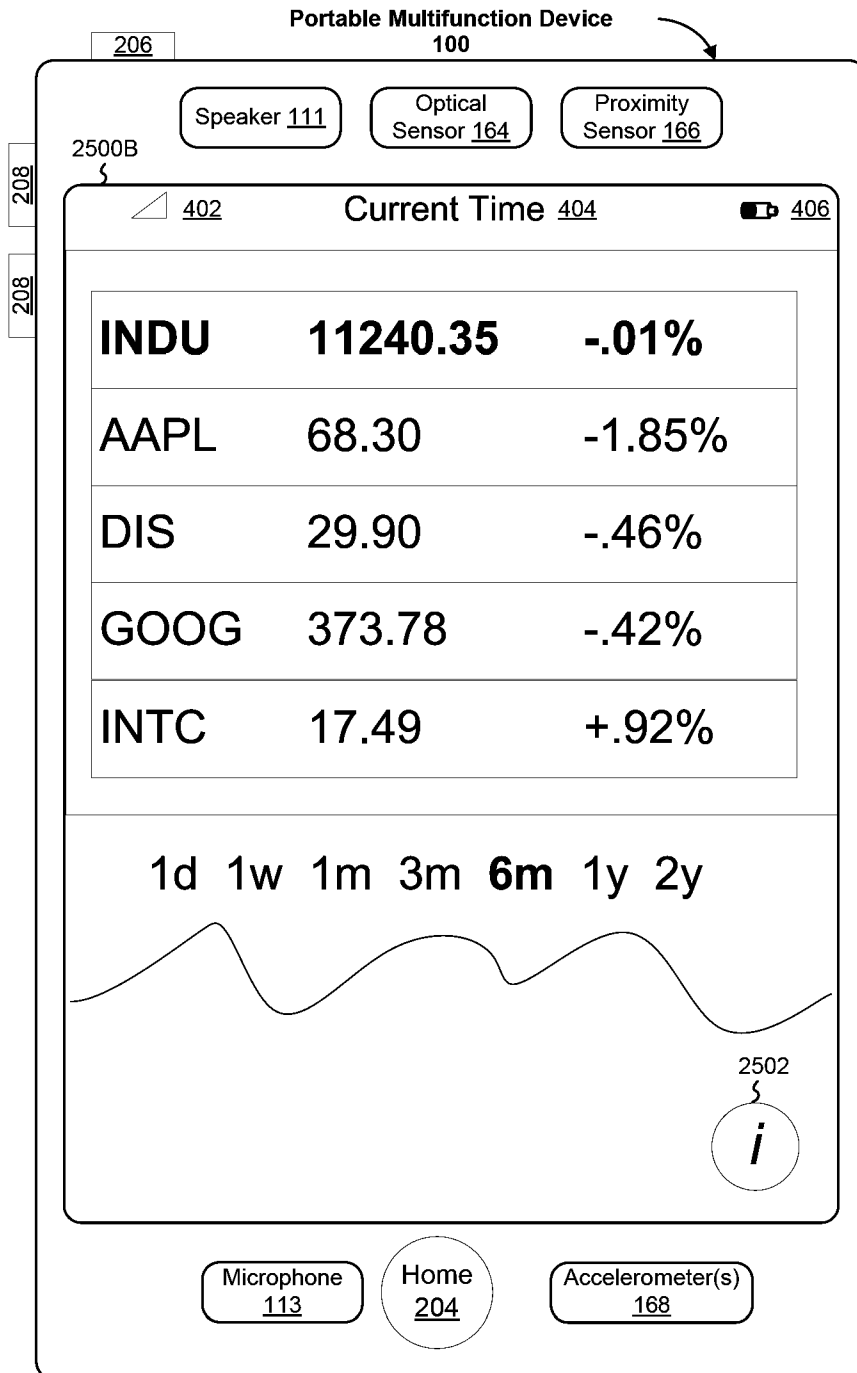 Portable Multifunction Device
100
206
Speaker 111
Optical
Sensor 164
Proximity
Sensor 166
2500B
208
208
402
Current Time 404
406
INDU 11240.35 -.01%
AAPL 68.30 -1.85%
DIS 29.90 -.46%
GOOG 373.78 -.42%
INTC 17.49 +.92%
1d 1w 1m 3m 6m 1y 2y
2502
i
Microphone
113
Home
204
Accelerometer(s)
168